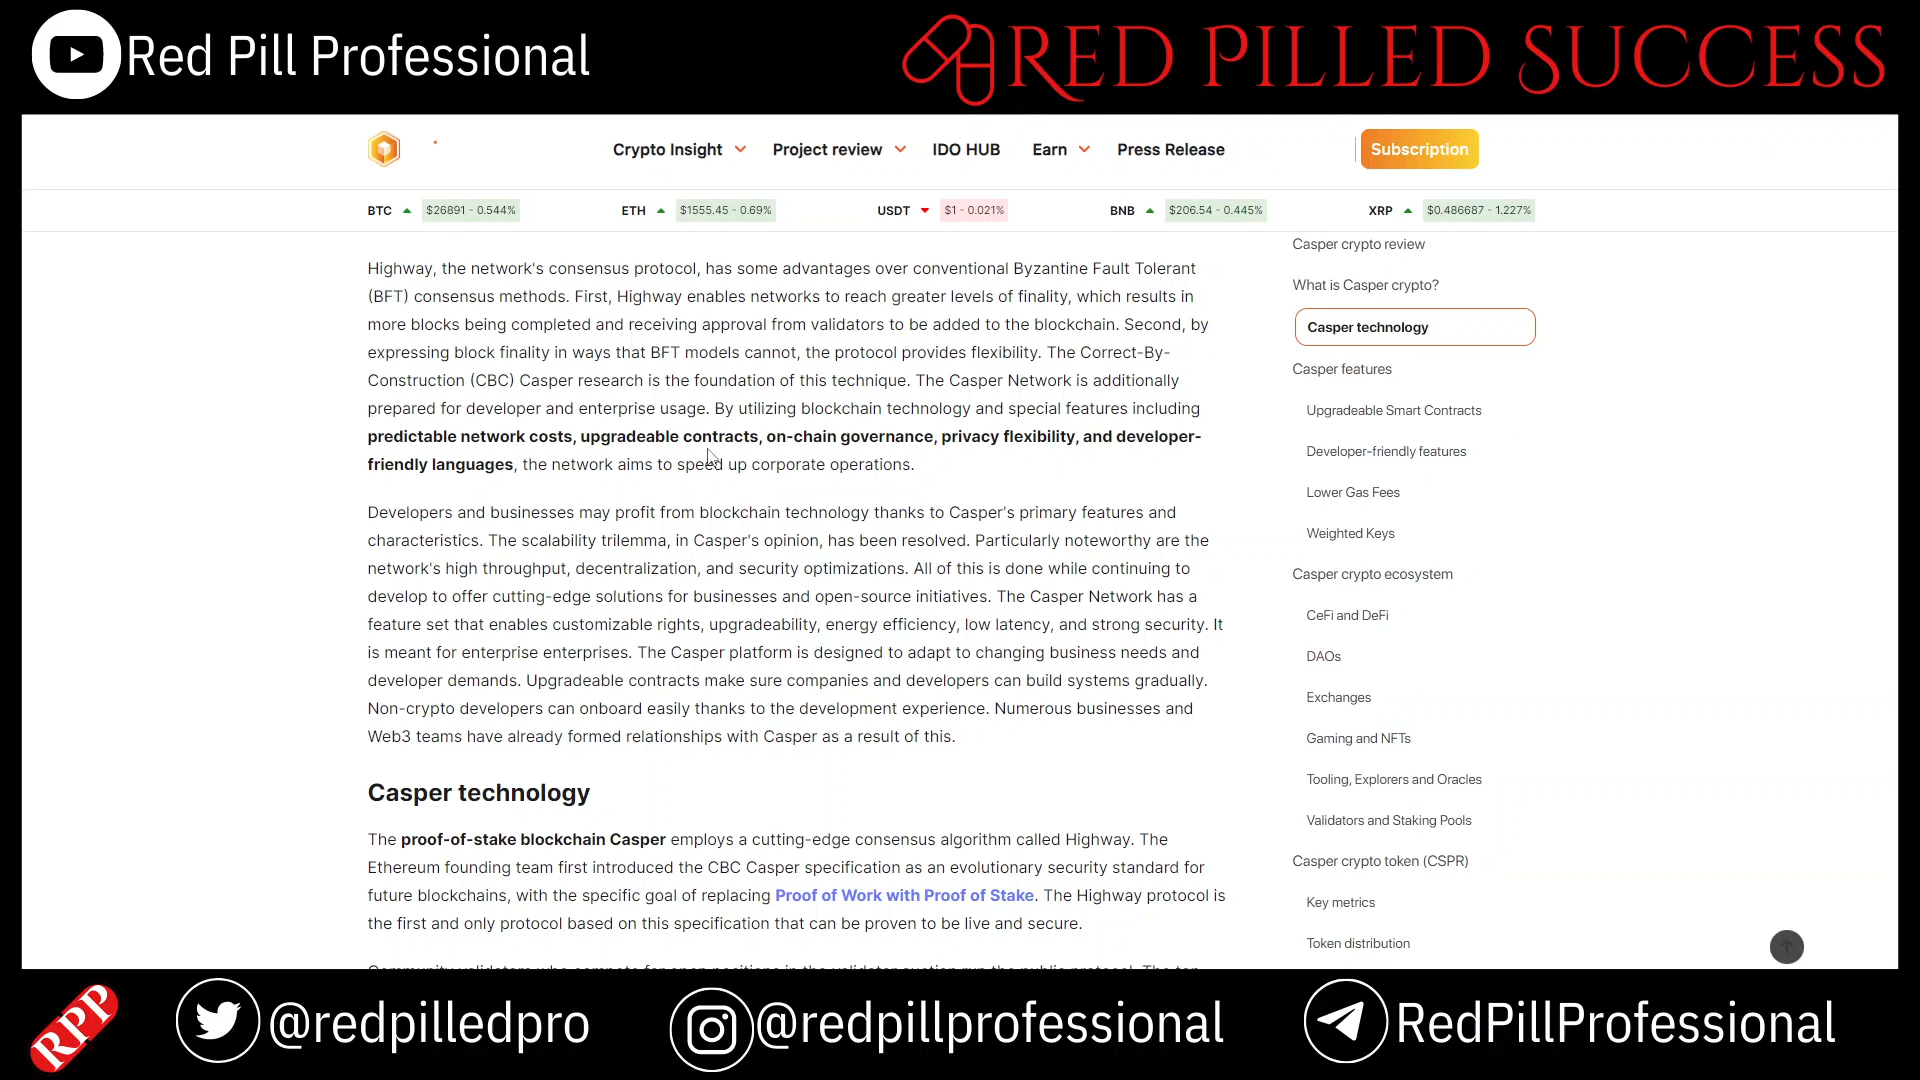 Red Pill Professional
RED PILLED SUCCESS
Crypto Insight Project review IDO HUB Earn Press Release Subscription
BTC $26891 - 0.544% ETH $1555.45 - 0.69% USDT $1 - 0.021% BNB $206.54 - 0.445% XRP $0.486687 - 1.227%
Highway, the network's consensus protocol, has some advantages over conventional Byzantine Fault Tolerant
(BFT) consensus methods. First, Highway enables networks to reach greater levels of finality, which results in
more blocks being completed and receiving approval from validators to be added to the blockchain. Second, by
expressing block finality in ways that BFT models cannot, the protocol provides flexibility. The Correct-By-
Construction (CBC) Casper research is the foundation of this technique. The Casper Network is additionally
prepared for developer and enterprise usage. By utilizing blockchain technology and special features including
predictable network costs, upgradeable contracts, on-chain governance, privacy flexibility, and developer-
friendly languages, the network aims to speed up corporate operations.
Developers and businesses may profit from blockchain technology thanks to Casper's primary features and
characteristics. The scalability trilemma, in Casper's opinion, has been resolved. Particularly noteworthy are the
network's high throughput, decentralization, and security optimizations. All of this is done while continuing to
develop to offer cutting-edge solutions for businesses and open-source initiatives. The Casper Network has a
feature set that enables customizable rights, upgradeability, energy efficiency, low latency, and strong security. It
is meant for enterprise enterprises. The Casper platform is designed to adapt to changing business needs and
developer demands. Upgradeable contracts make sure companies and developers can build systems gradually.
Non-crypto developers can onboard easily thanks to the development experience. Numerous businesses and
Web3 teams have already formed relationships with Casper as a result of this.
Casper technology
The proof-of-stake blockchain Casper employs a cutting-edge consensus algorithm called Highway. The
Ethereum founding team first introduced the CBC Casper specification as an evolutionary security standard for
future blockchains, with the specific goal of replacing Proof of Work with Proof of Stake. The Highway protocol is
the first and only protocol based on this specification that can be proven to be live and secure.
Community validators who compete for open positions in the validator auction run the public protocol. The top
Casper crypto review
What is Casper crypto?
Casper technology
Casper features
Upgradeable Smart Contracts
Developer-friendly features
Lower Gas Fees
Weighted Keys
Casper crypto ecosystem
CeFi and DeFi
DAOs
Exchanges
Gaming and NFTs
Tooling, Explorers and Oracles
Validators and Staking Pools
Casper crypto token (CSPR)
Key metrics
Token distribution
RPP
@redpilledpro
@redpillprofessional
RedPillProfessional